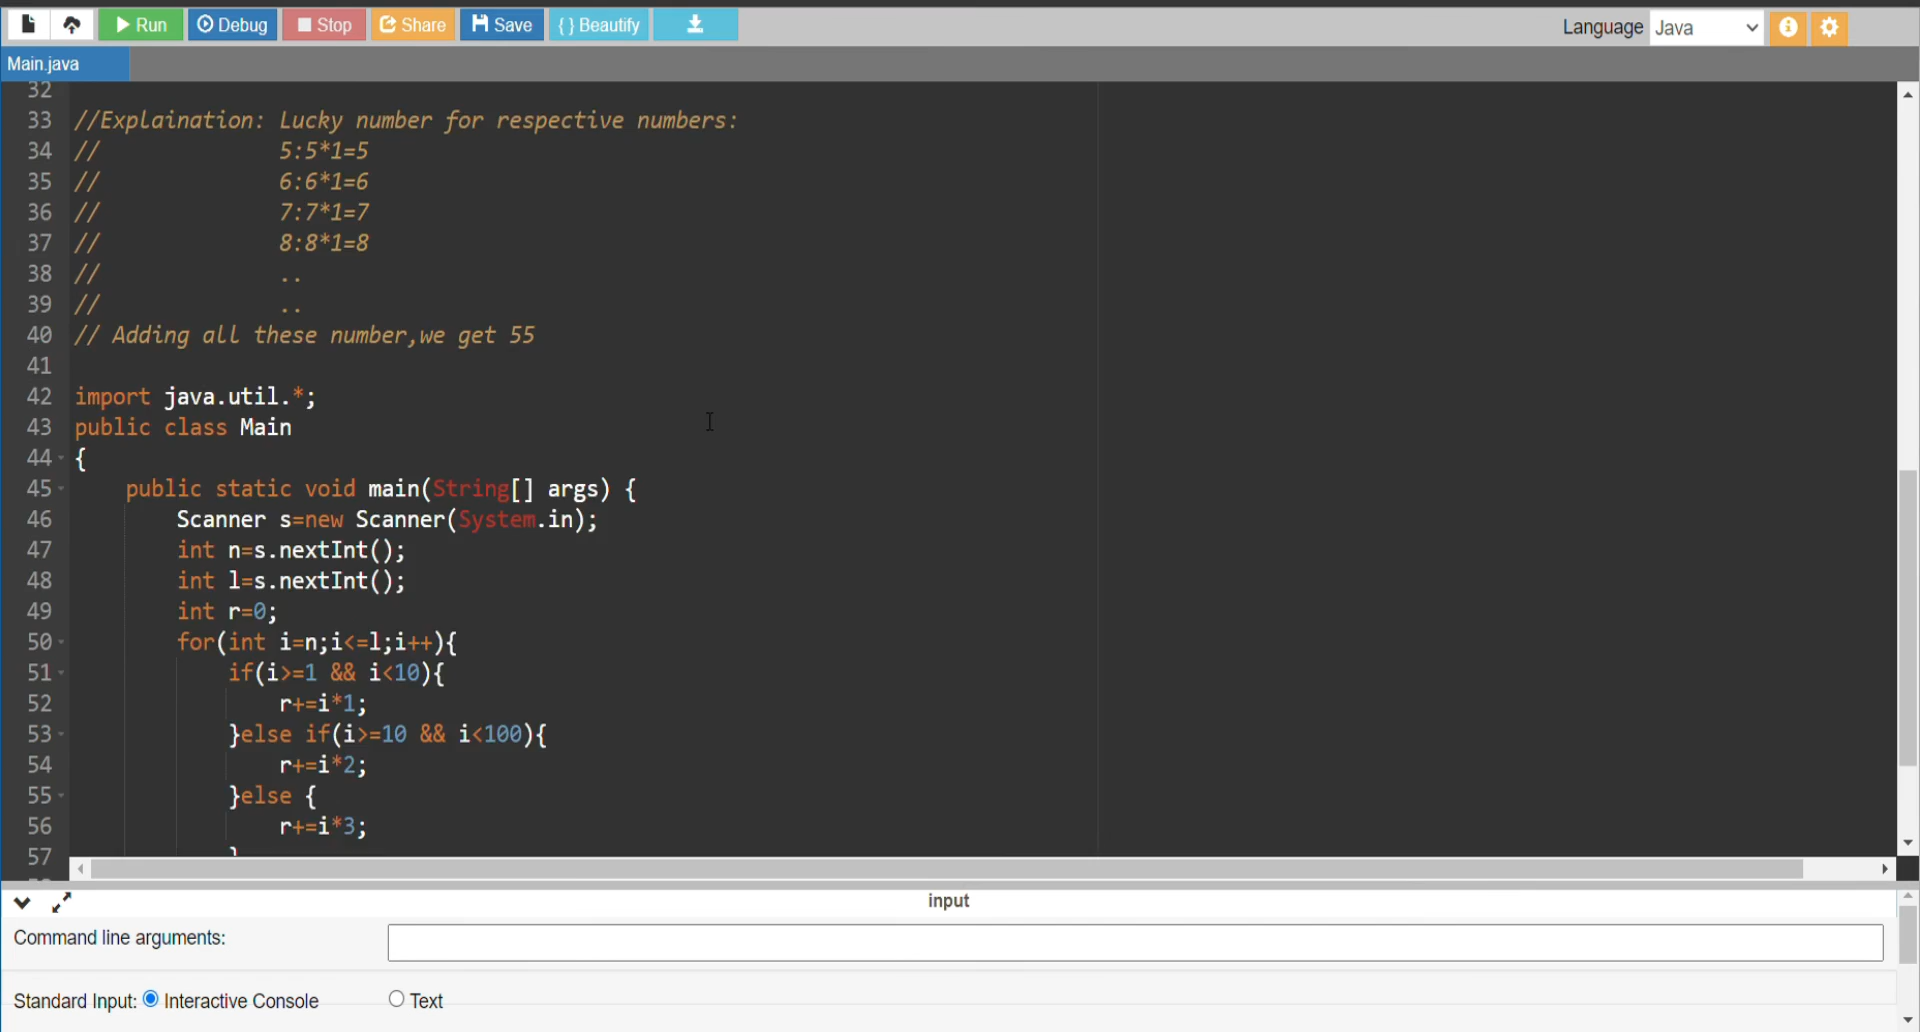 Run Debug Stop Share Save { } Beautify Language Java
Main.java
32
33 //Explaination: Lucky number for respective numbers:
34 // 5:5*1=5
35 // 6:6*1=6
36 // 7:7*1=7
37 // 8:8*1=8
38 // ..
39 // ..
40 // Adding all these number,we get 55
41
42 import java.util.*;
43 public class Main
44 {
45 public static void main(String[] args) {
46 Scanner s=new Scanner(System.in);
47 int n=s.nextInt();
48 int l=s.nextInt();
49 int r=0;
50 for(int i=n;i<=l;i++){
51 if(i>=1 && i<10){
52 r+=i*1;
53 }else if(i>=10 && i<100){
54 r+=i*2;
55 }else {
56 r+=i*3;
57 }
input
Command line arguments:
Standard Input: Interactive Console Text